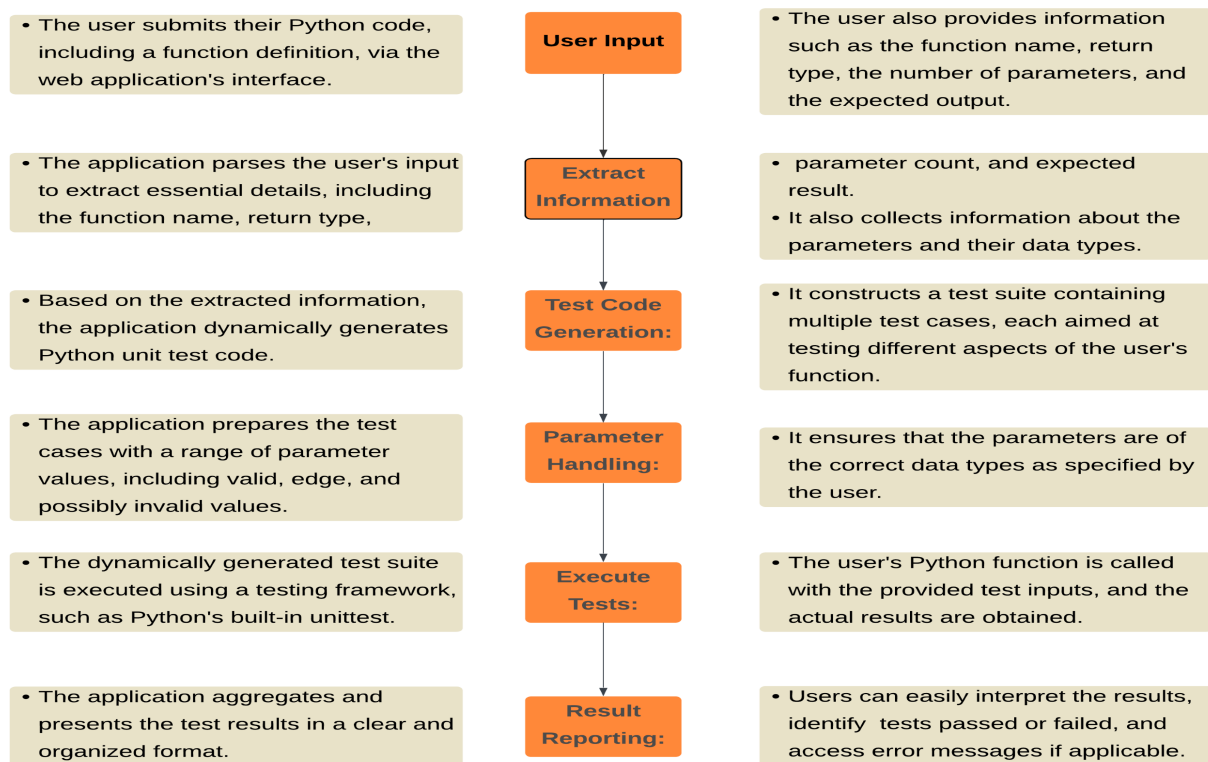 • The user submits their Python code,
including a function definition, via the
web application's interface.
User Input
• The user also provides information
such as the function name, return
type, the number of parameters, and
the expected output.
• The application parses the user's input
to extract essential details, including
the function name, return type,
Extract
Information
• parameter count, and expected
result.
• It also collects information about the
parameters and their data types.
• Based on the extracted information,
the application dynamically generates
Python unit test code.
Test Code
Generation:
• It constructs a test suite containing
multiple test cases, each aimed at
testing different aspects of the user's
function.
• The application prepares the test
cases with a range of parameter
values, including valid, edge, and
possibly invalid values.
Parameter
Handling:
• It ensures that the parameters are of
the correct data types as specified by
the user.
• The dynamically generated test suite
is executed using a testing framework,
such as Python's built-in unittest.
Execute
Tests:
• The user's Python function is called
with the provided test inputs, and the
actual results are obtained.
• The application aggregates and
presents the test results in a clear and
organized format.
Result
Reporting:
• Users can easily interpret the results,
identify tests passed or failed, and
access error messages if applicable.